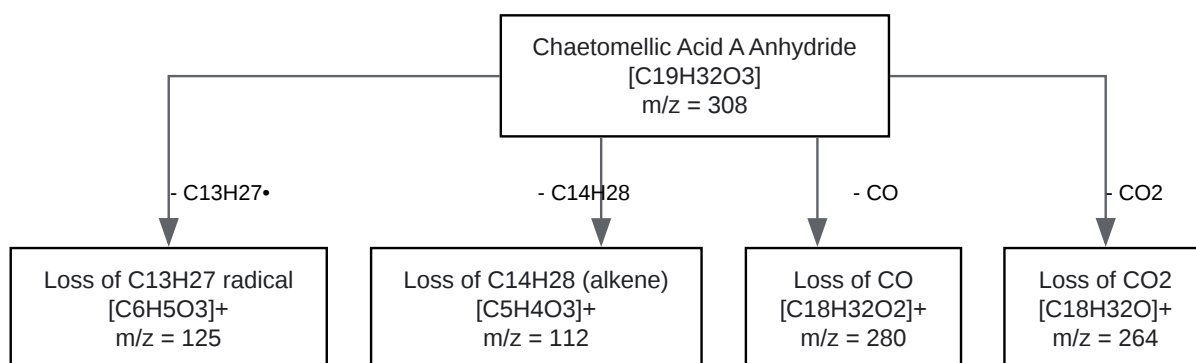 Chaetomellic Acid A Anhydride
[C19H32O3]
m/z = 308
- C13H27•
- C14H28
- CO
- CO2
Loss of C13H27 radical
[C6H5O3]+
m/z = 125
Loss of C14H28 (alkene)
[C5H4O3]+
m/z = 112
Loss of CO
[C18H32O2]+
m/z = 280
Loss of CO2
[C18H32O]+
m/z = 264